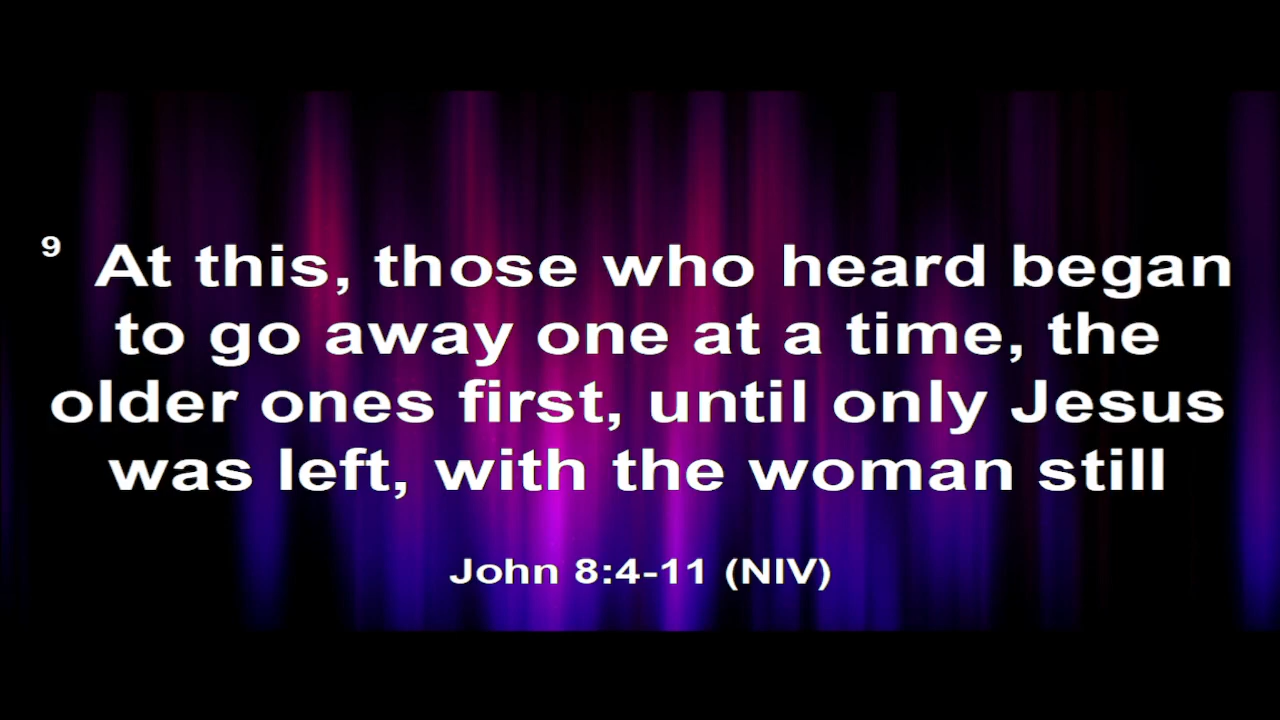 9 At this, those who heard began
to go away one at a time, the
older ones first, until only Jesus
was left, with the woman still
John 8:4-11 (NIV)